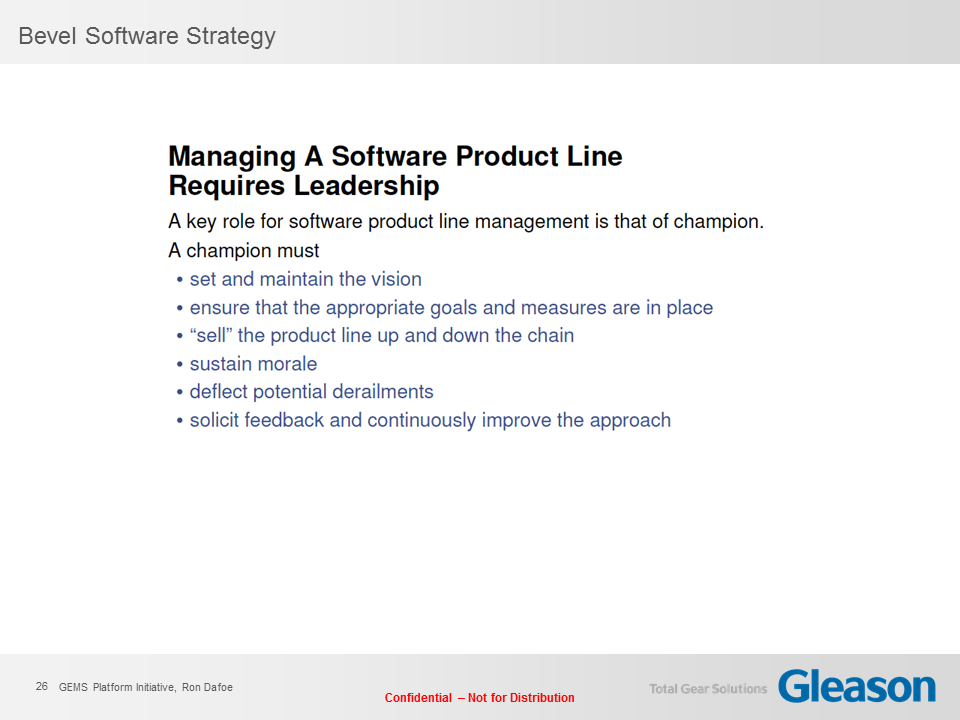 Bevel Software Strategy
Managing A Software Product Line
Requires Leadership
A key role for software product line management is that of champion.
A champion must
• set and maintain the vision
• ensure that the appropriate goals and measures are in place
• “sell” the product line up and down the chain
• sustain morale
• deflect potential derailments
• solicit feedback and continuously improve the approach
26 GEMS Platform Initiative, Ron Dafoe
Confidential – Not for Distribution
Total Gear Solutions Gleason